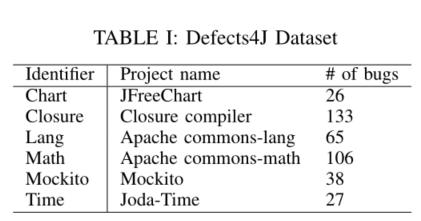 TABLE I: Defects4J Dataset
Identifier Project name # of bugs
Chart JFreeChart 26
Closure Closure compiler 133
Lang Apache commons-lang 65
Math Apache commons-math 106
Mockito Mockito 38
Time Joda-Time 27